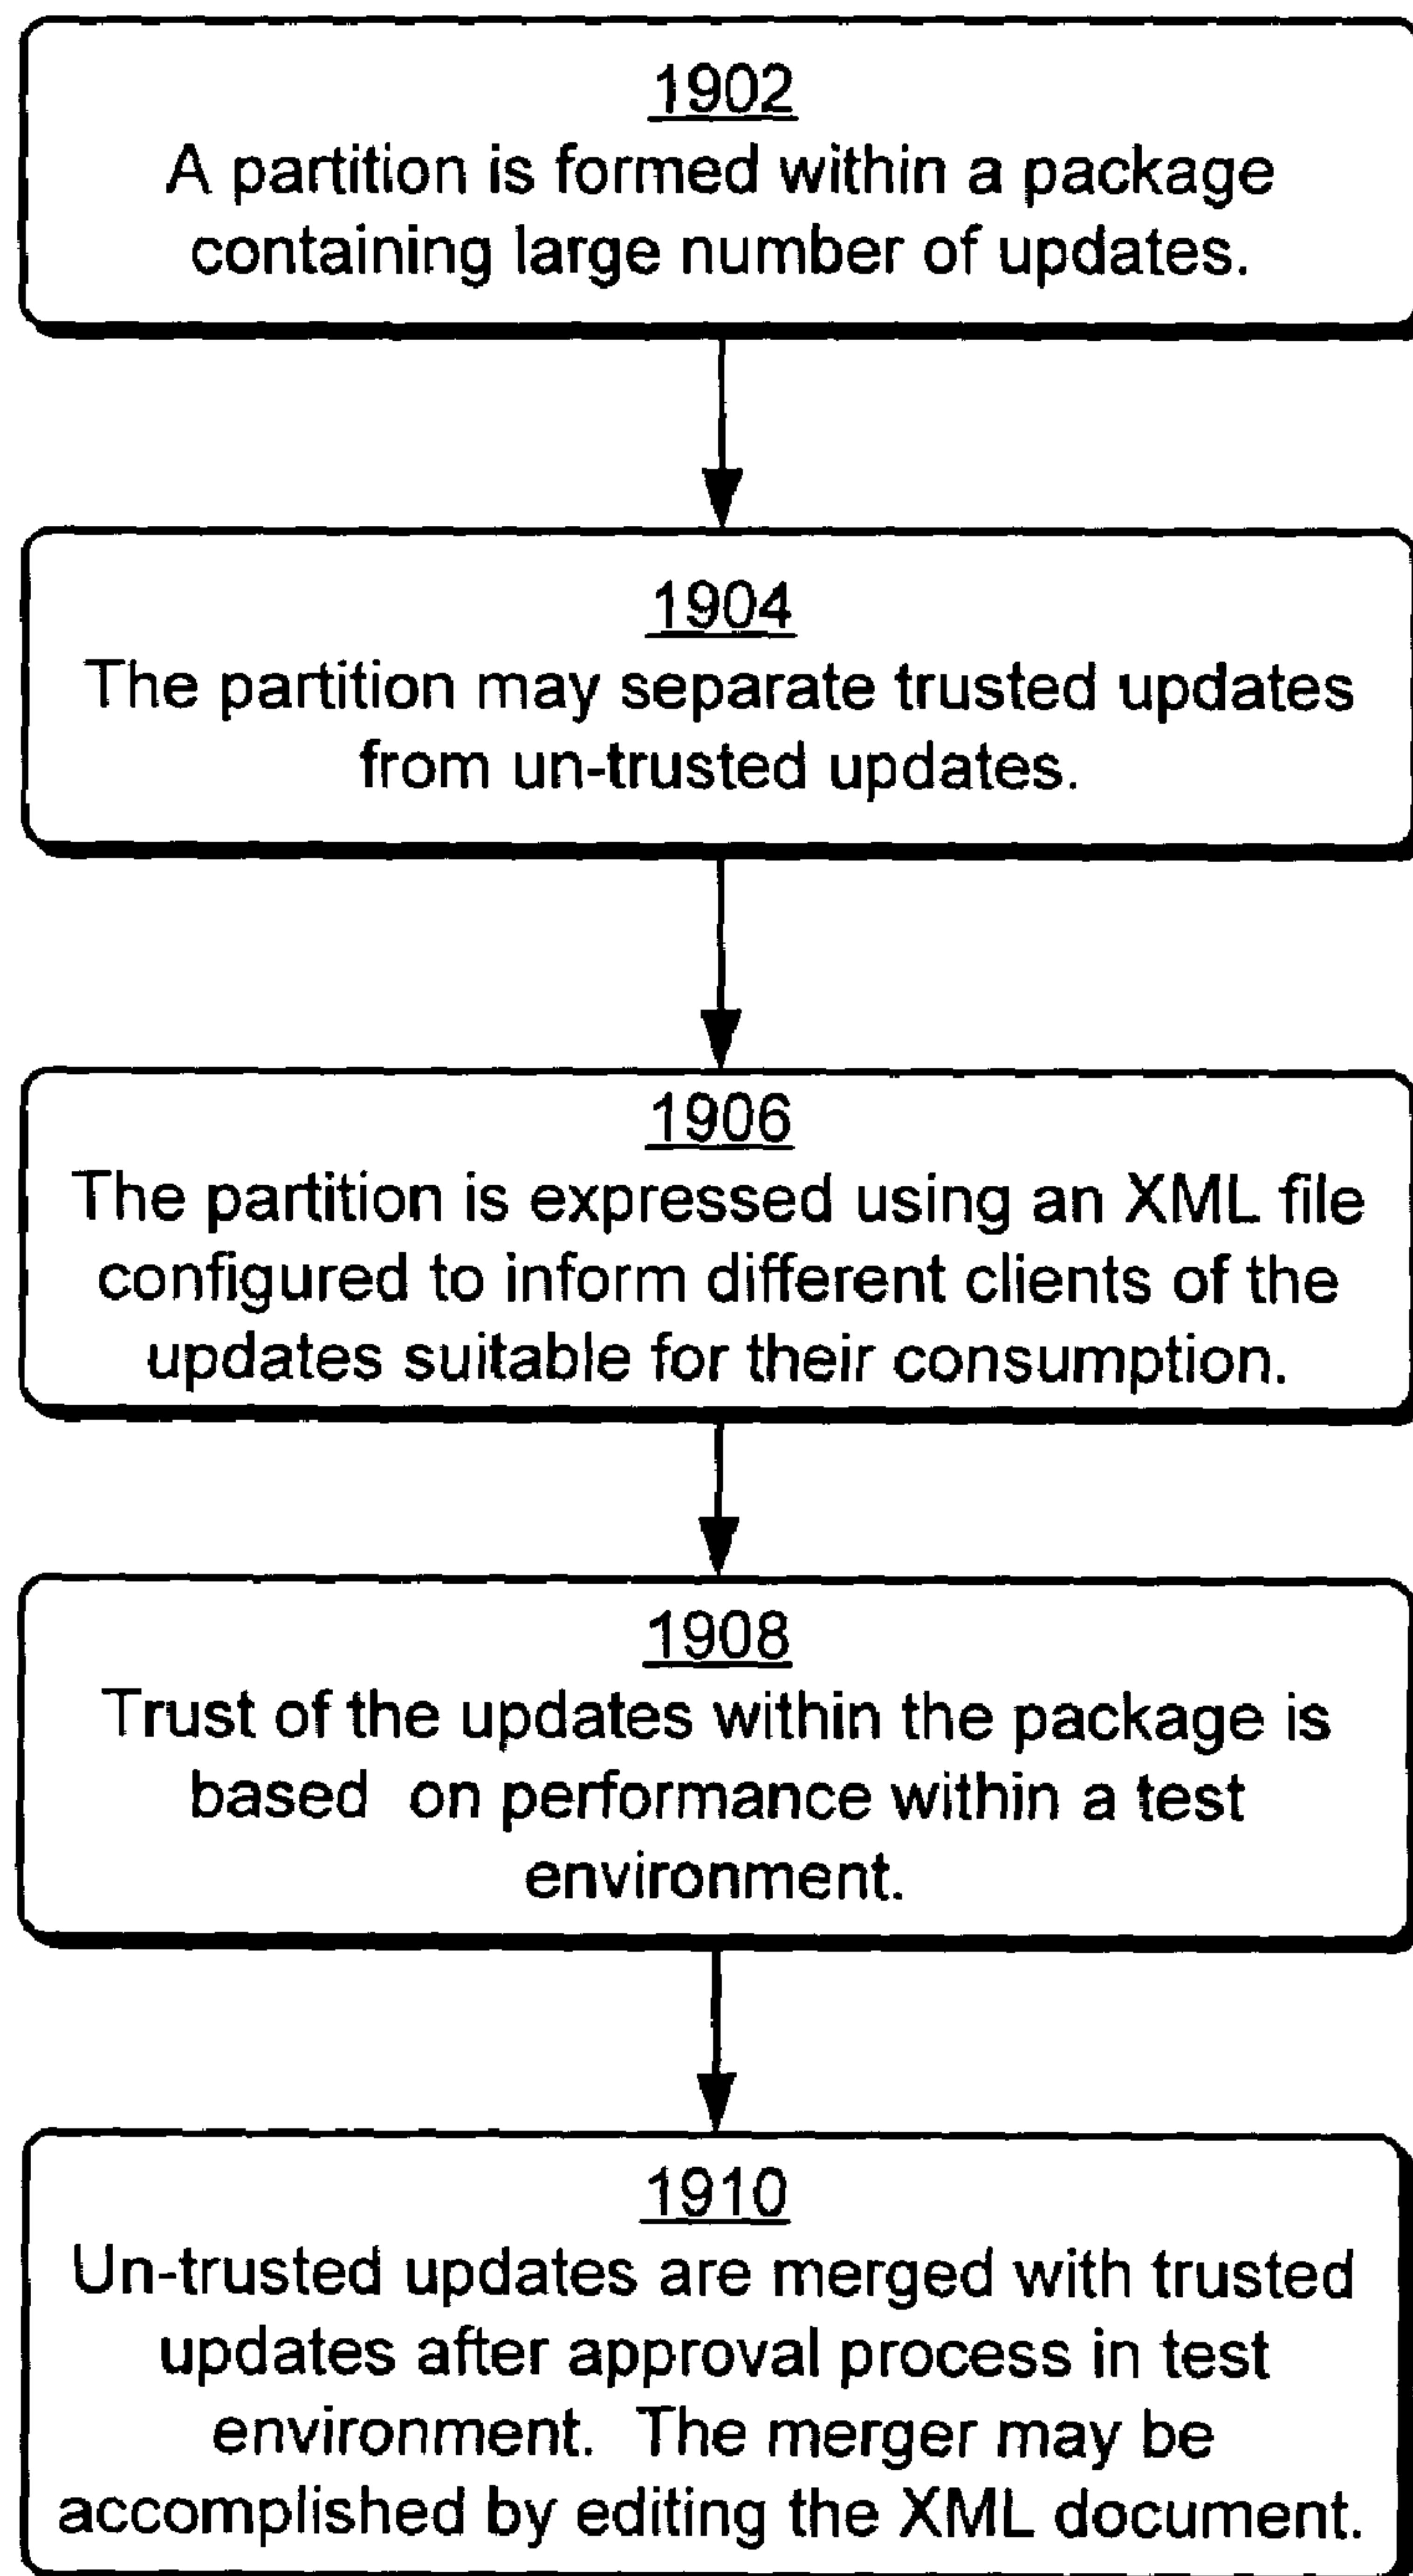 1902
A partition is formed within a package
containing large number of updates.
1904
The partition may separate trusted updates
from un-trusted updates.
1906
The partition is expressed using an XML file
configured to inform different clients of the
updates suitable for their consumption.
1908
Trust of the updates within the package is
based on performance within a test
environment.
1910
Un-trusted updates are merged with trusted
updates after approval process in test
environment. The merger may be
accomplished by editing the XML document.